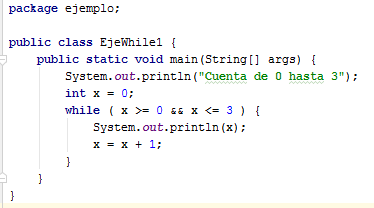 package ejemplo;
public class EjeWhile1 {
public static void main(String[] args) {
System.out.println("Cuenta de 0 hasta 3");
int x = 0;
while ( x >= 0 && x <= 3 ) {
System.out.println(x);
x = x + 1;
}
}
}